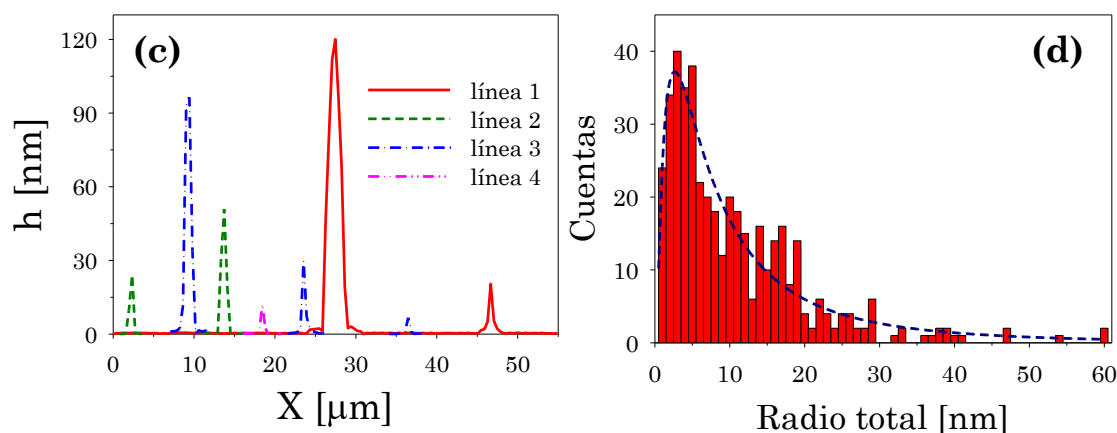 (c)
120
90
60
30
0
h [nm]
línea 1
línea 2
línea 3
línea 4
0 10 20 30 40 50
X [μm]
(d)
40
30
20
10
0
Cuentas
0 10 20 30 40 50 60
Radio total [nm]